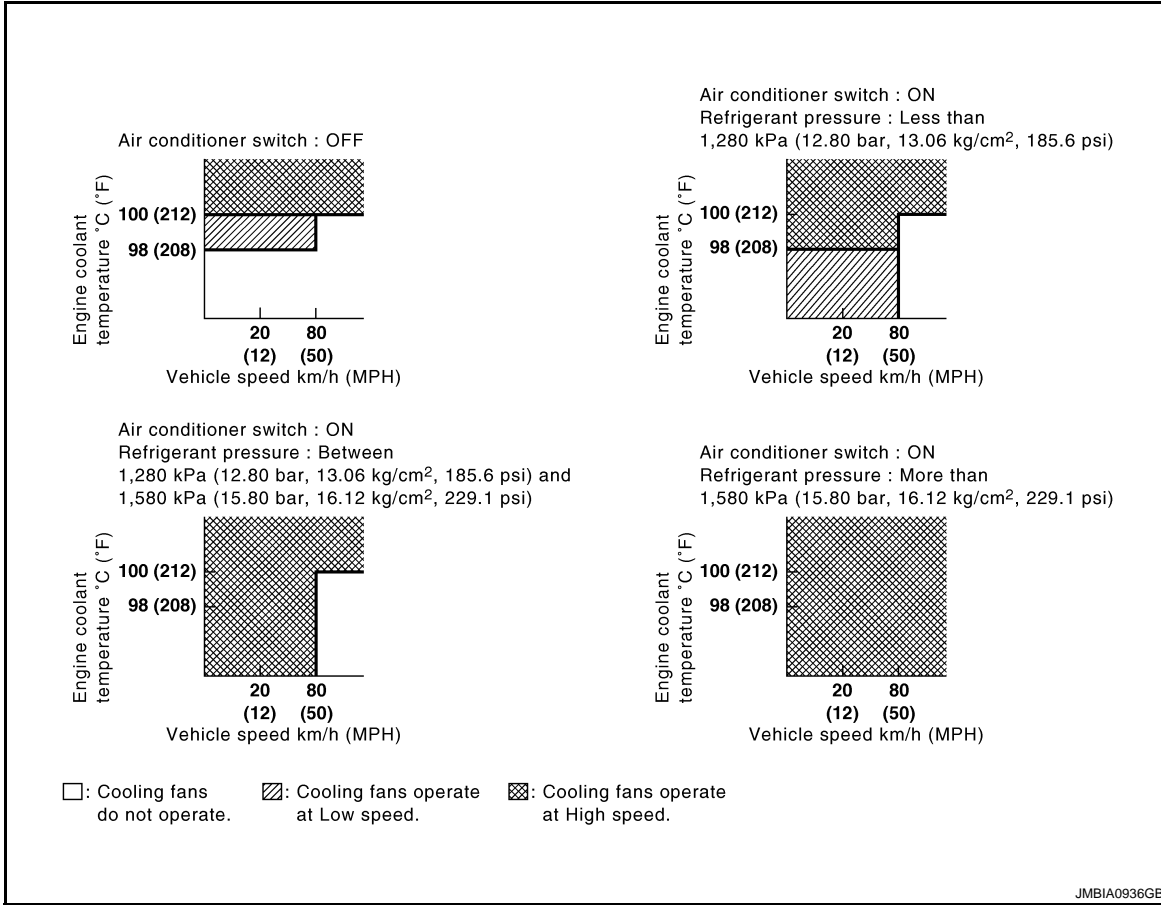 Air conditioner switch : OFF
Engine coolant
temperature ˚C (˚F)
100 (212)
98 (208)
20
(12)
80
(50)
Vehicle speed km/h (MPH)
Air conditioner switch : ON
Refrigerant pressure : Less than
1,280 kPa (12.80 bar, 13.06 kg/cm², 185.6 psi)
Engine coolant
temperature ˚C (˚F)
100 (212)
98 (208)
20
(12)
80
(50)
Vehicle speed km/h (MPH)
Air conditioner switch : ON
Refrigerant pressure : Between
1,280 kPa (12.80 bar, 13.06 kg/cm², 185.6 psi) and
1,580 kPa (15.80 bar, 16.12 kg/cm², 229.1 psi)
Engine coolant
temperature ˚C (˚F)
100 (212)
98 (208)
20
(12)
80
(50)
Vehicle speed km/h (MPH)
Air conditioner switch : ON
Refrigerant pressure : More than
1,580 kPa (15.80 bar, 16.12 kg/cm², 229.1 psi)
Engine coolant
temperature ˚C (˚F)
100 (212)
98 (208)
20
(12)
80
(50)
Vehicle speed km/h (MPH)
: Cooling fans
do not operate.
: Cooling fans operate
at Low speed.
: Cooling fans operate
at High speed.
JMBIA0936GB